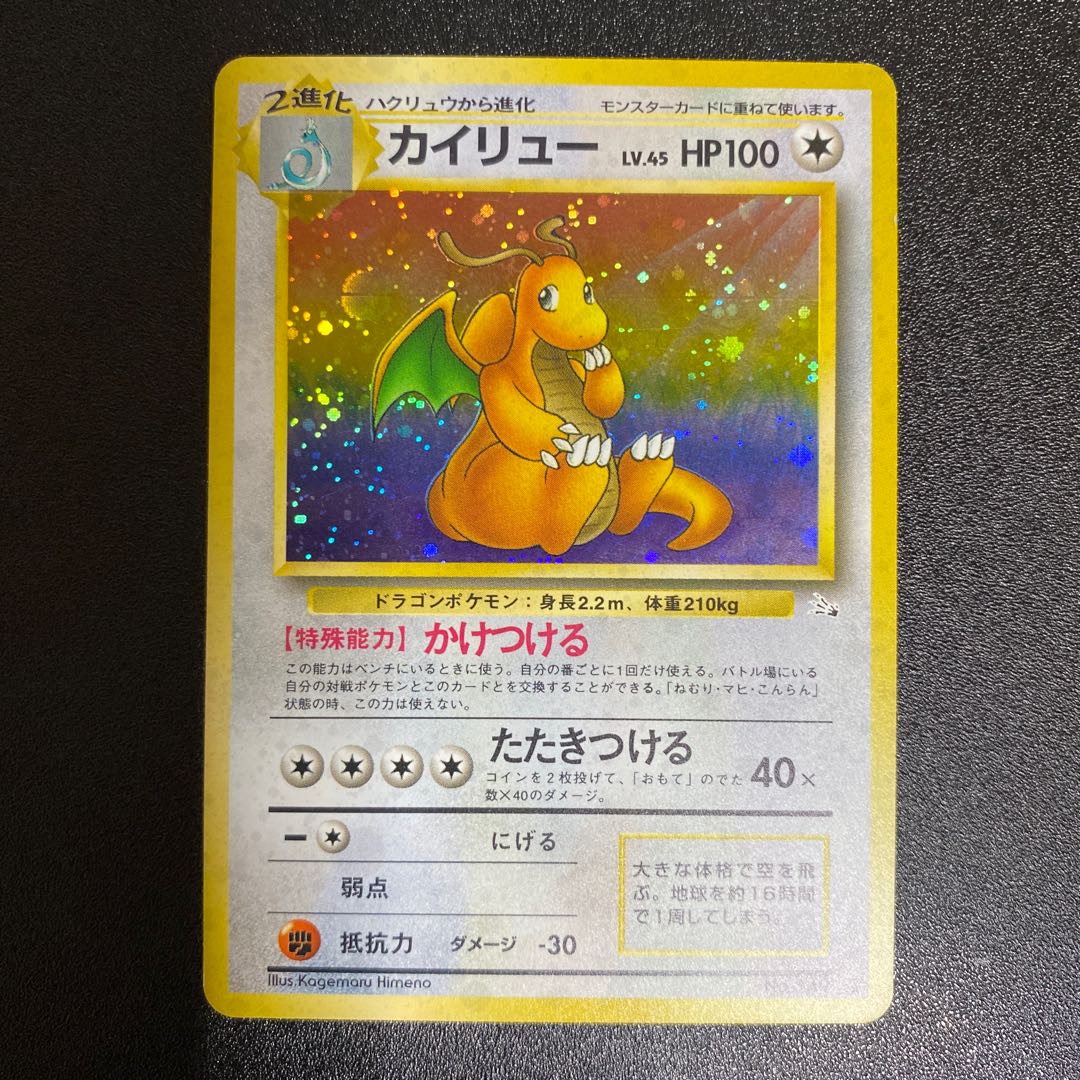 2進化 ハクリュウから進化 モンスターカードに重ねて使います。
カイリュー LV.45 HP100
ドラゴンポケモン：身長2.2m、体重210kg
【特殊能力】かけつける
この能力はベンチにいるときに使う。自分の番ごとに1回だけ使える。バトル場にいる
自分の対戦ポケモンとこのカードとを交換することができる。「ねむり・マヒ・こんらん」
状態の時、この力は使えない。
たたきつける
コインを2枚投げて、「おもて」のでた
数×40のダメージ。
40×
にげる
弱点
抵抗力 ダメージ -30
大きな体格で空を飛
ぶ。地球を約16時間
で1周してしまう。
Illus.Kagemaru Himeno